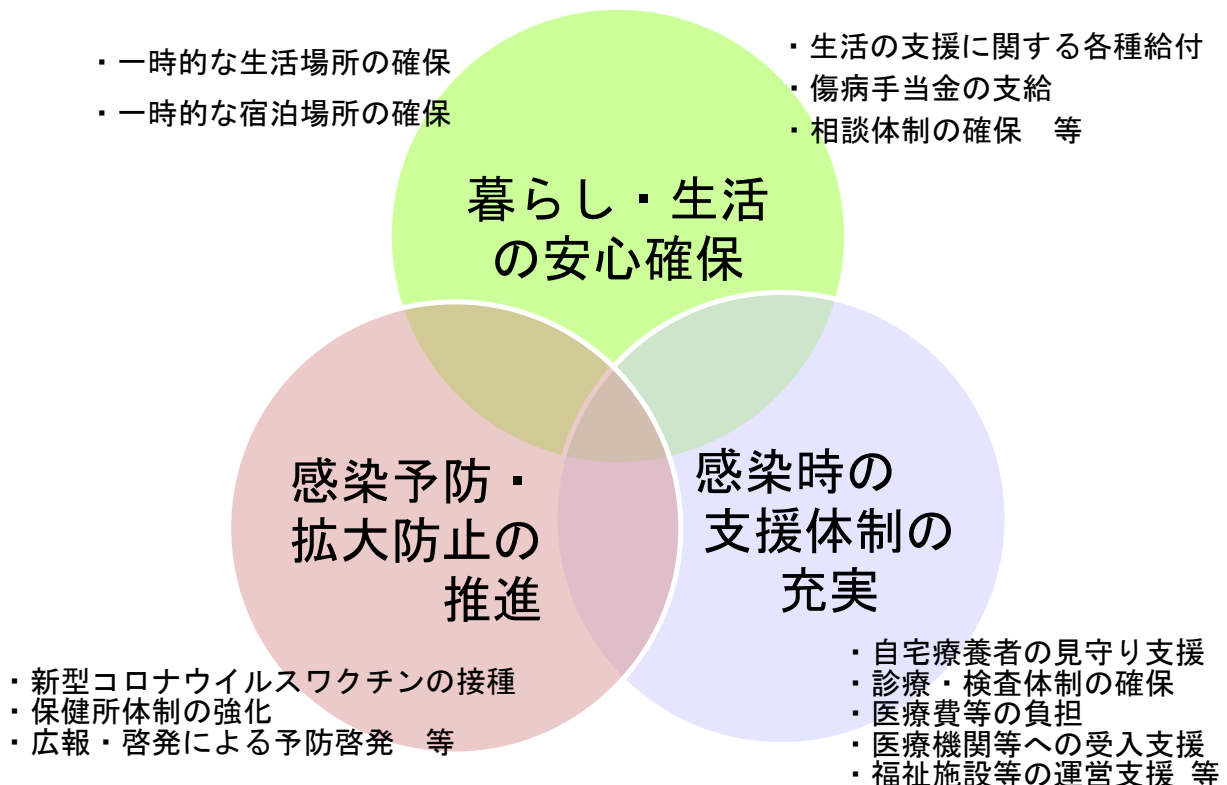 ・一時的な生活場所の確保
・一時的な宿泊場所の確保
・生活の支援に関する各種給付
・傷病手当金の支給
・相談体制の確保　等
暮らし・生活
の安心確保
感染予防・
拡大防止の
推進
感染時の
支援体制の
充実
・新型コロナウイルスワクチンの接種
・保健所体制の強化
・広報・啓発による予防啓発　等
・自宅療養者の見守り支援
・診療・検査体制の確保
・医療費等の負担
・医療機関等への受入支援
・福祉施設等の運営支援 等